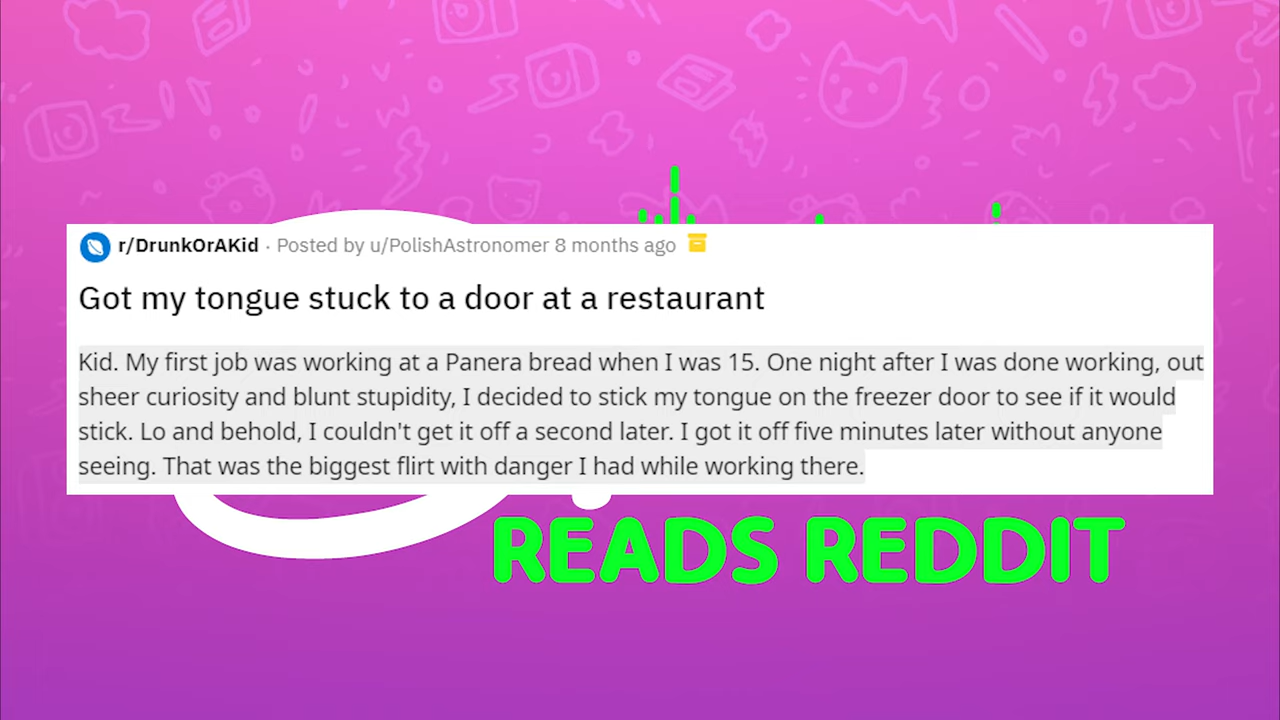 r/DrunkOrAKid · Posted by u/PolishAstronomer 8 months ago
Got my tongue stuck to a door at a restaurant
Kid. My first job was working at a Panera bread when I was 15. One night after I was done working, out
sheer curiosity and blunt stupidity, I decided to stick my tongue on the freezer door to see if it would
stick. Lo and behold, I couldn't get it off a second later. I got it off five minutes later without anyone
seeing. That was the biggest flirt with danger I had while working there.
READS REDDIT